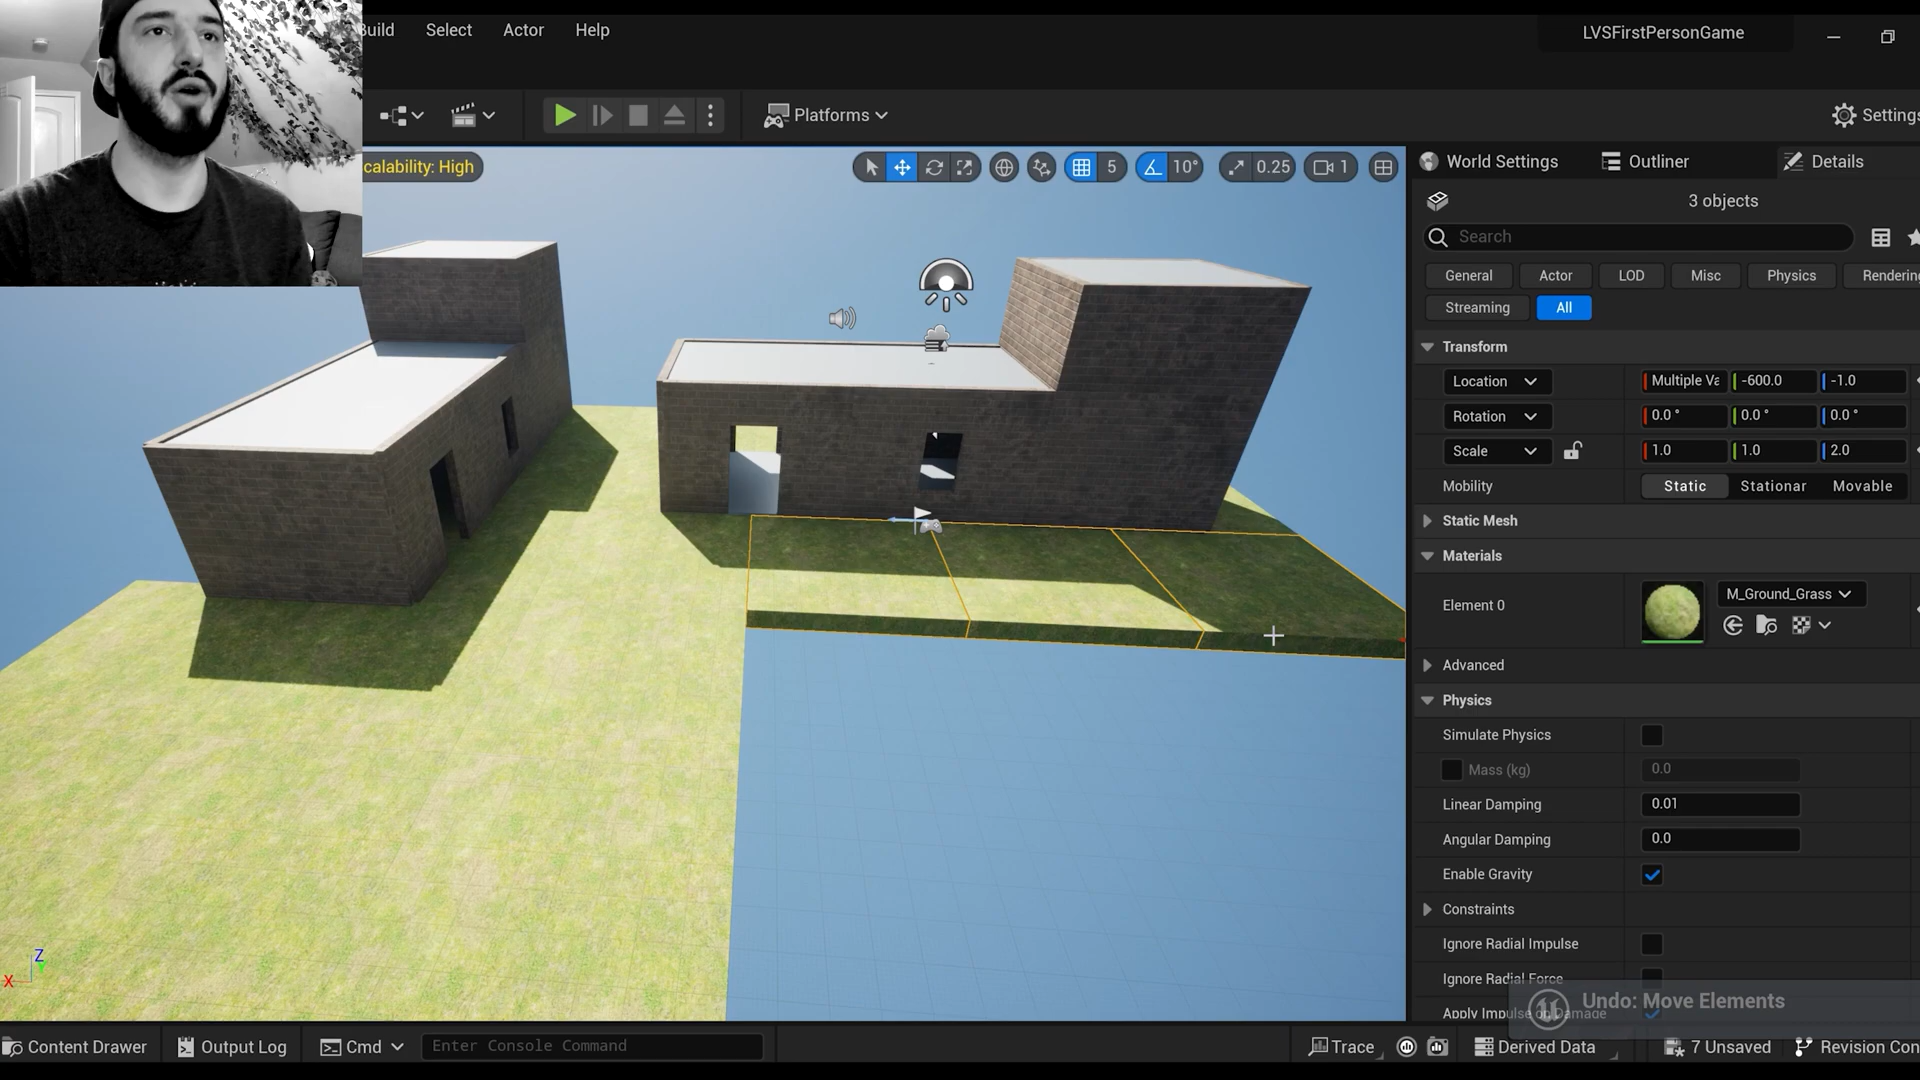 Build
Select
Actor
Help
LVSFirstPersonGame
Platforms
Settings
calability: High
5
10°
0.25
1
World Settings
Outliner
Details
3 objects
Search
General
Actor
LOD
Misc
Physics
Rendering
Streaming
All
Transform
Location
Multiple Va
-600.0
-1.0
Rotation
0.0 °
0.0 °
0.0 °
Scale
1.0
1.0
2.0
Mobility
Static
Stationar
Movable
Static Mesh
Materials
Element 0
M_Ground_Grass
Advanced
Physics
Simulate Physics
Mass (kg)
0.0
Linear Damping
0.01
Angular Damping
0.0
Enable Gravity
Constraints
Ignore Radial Impulse
Ignore Radial Force
Apply Impulse on Damage
Undo: Move Elements
Z
Y
X
Content Drawer
Output Log
Cmd
Enter Console Command
Trace
Derived Data
7 Unsaved
Revision Con